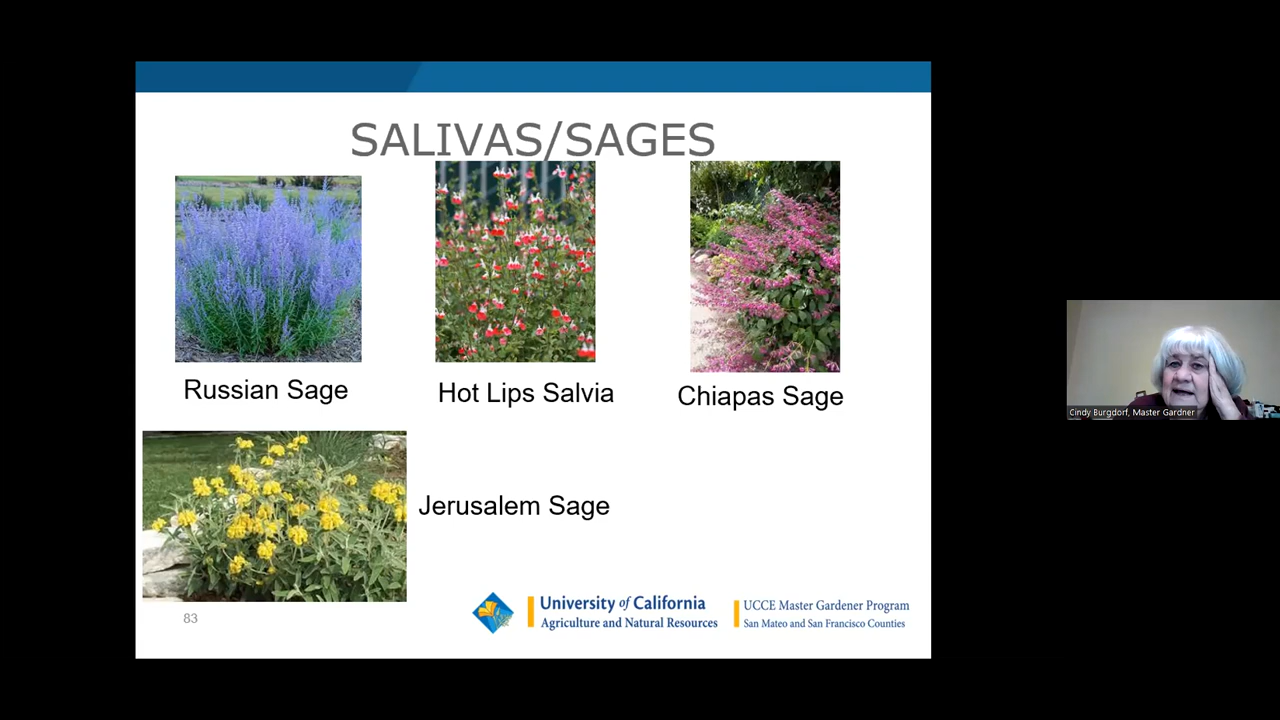 SALIVAS/SAGES
Russian Sage
Hot Lips Salvia
Chiapas Sage
Jerusalem Sage
83
University of California
Agriculture and Natural Resources
UCCE Master Gardener Program
San Mateo and San Francisco Counties
Cindy Burgdorf, Master Gardner